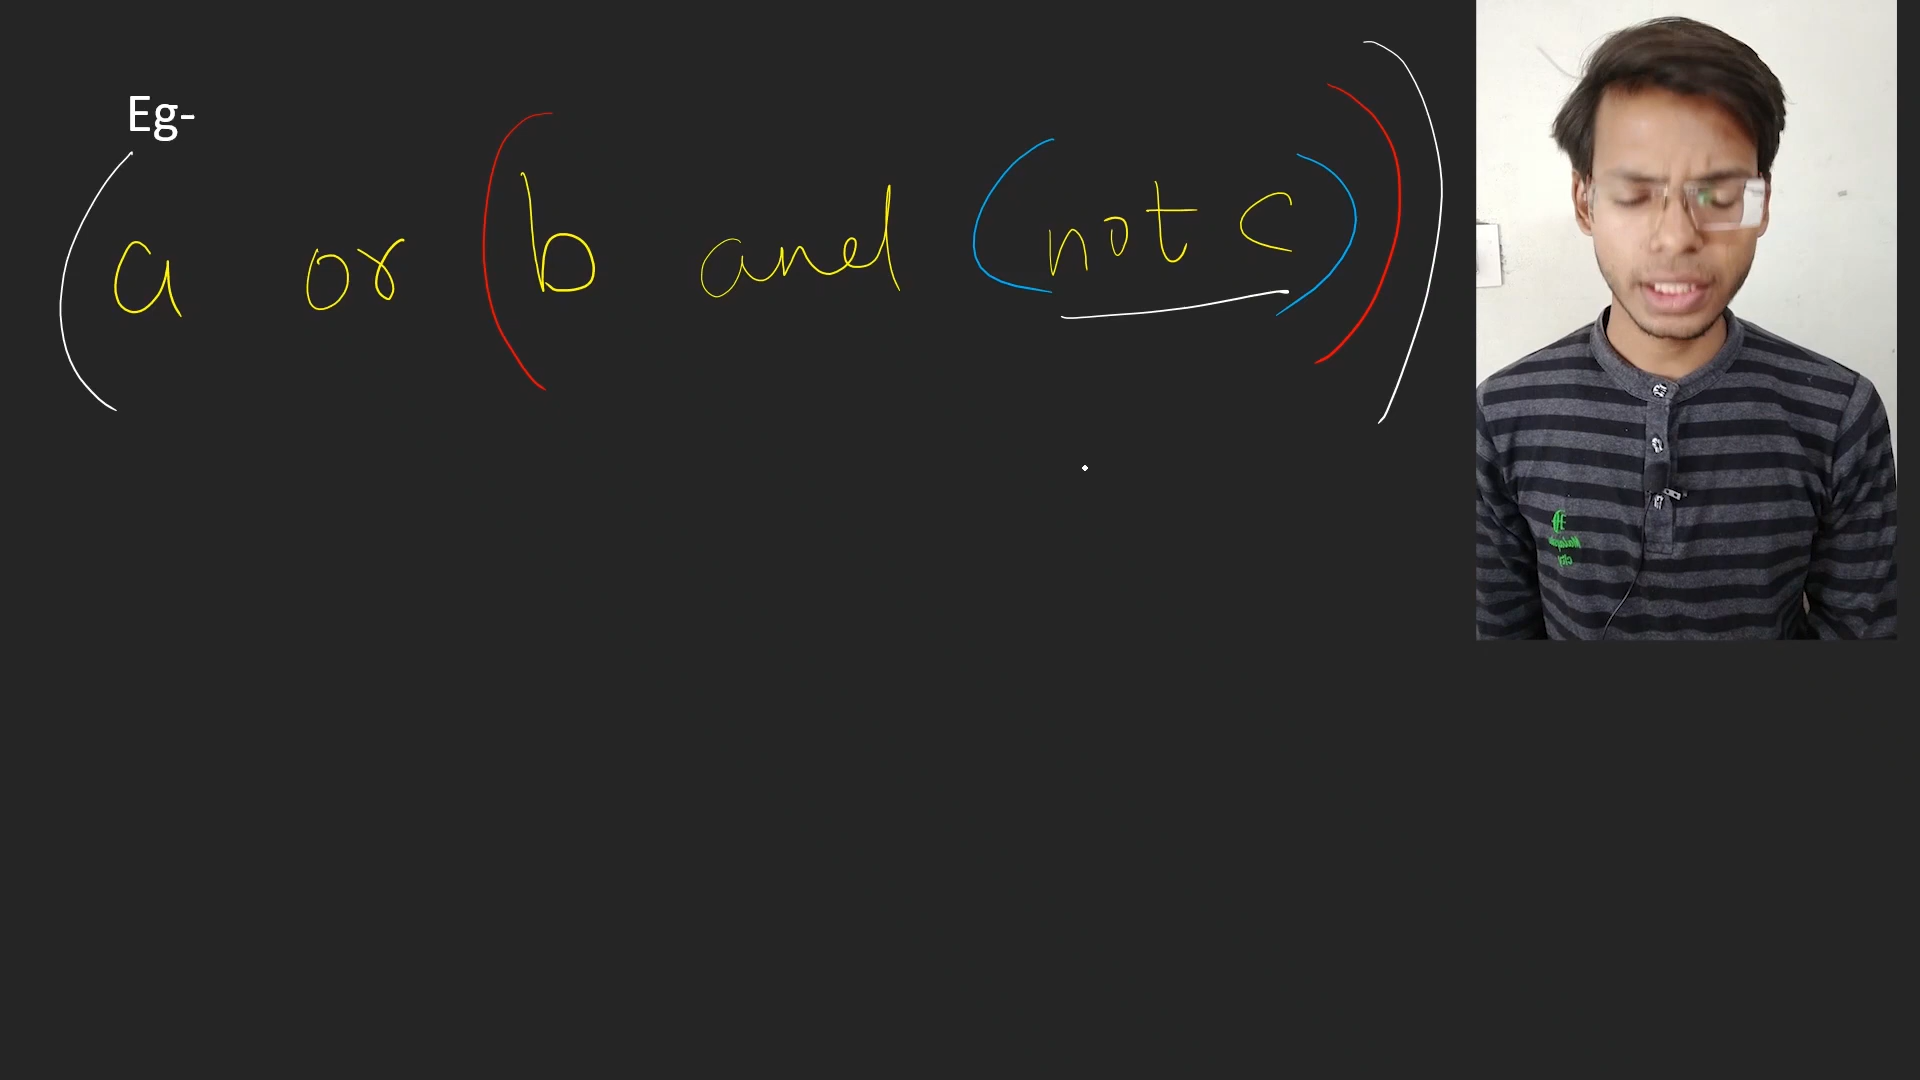 Eg-
(a or (b and (not c)))